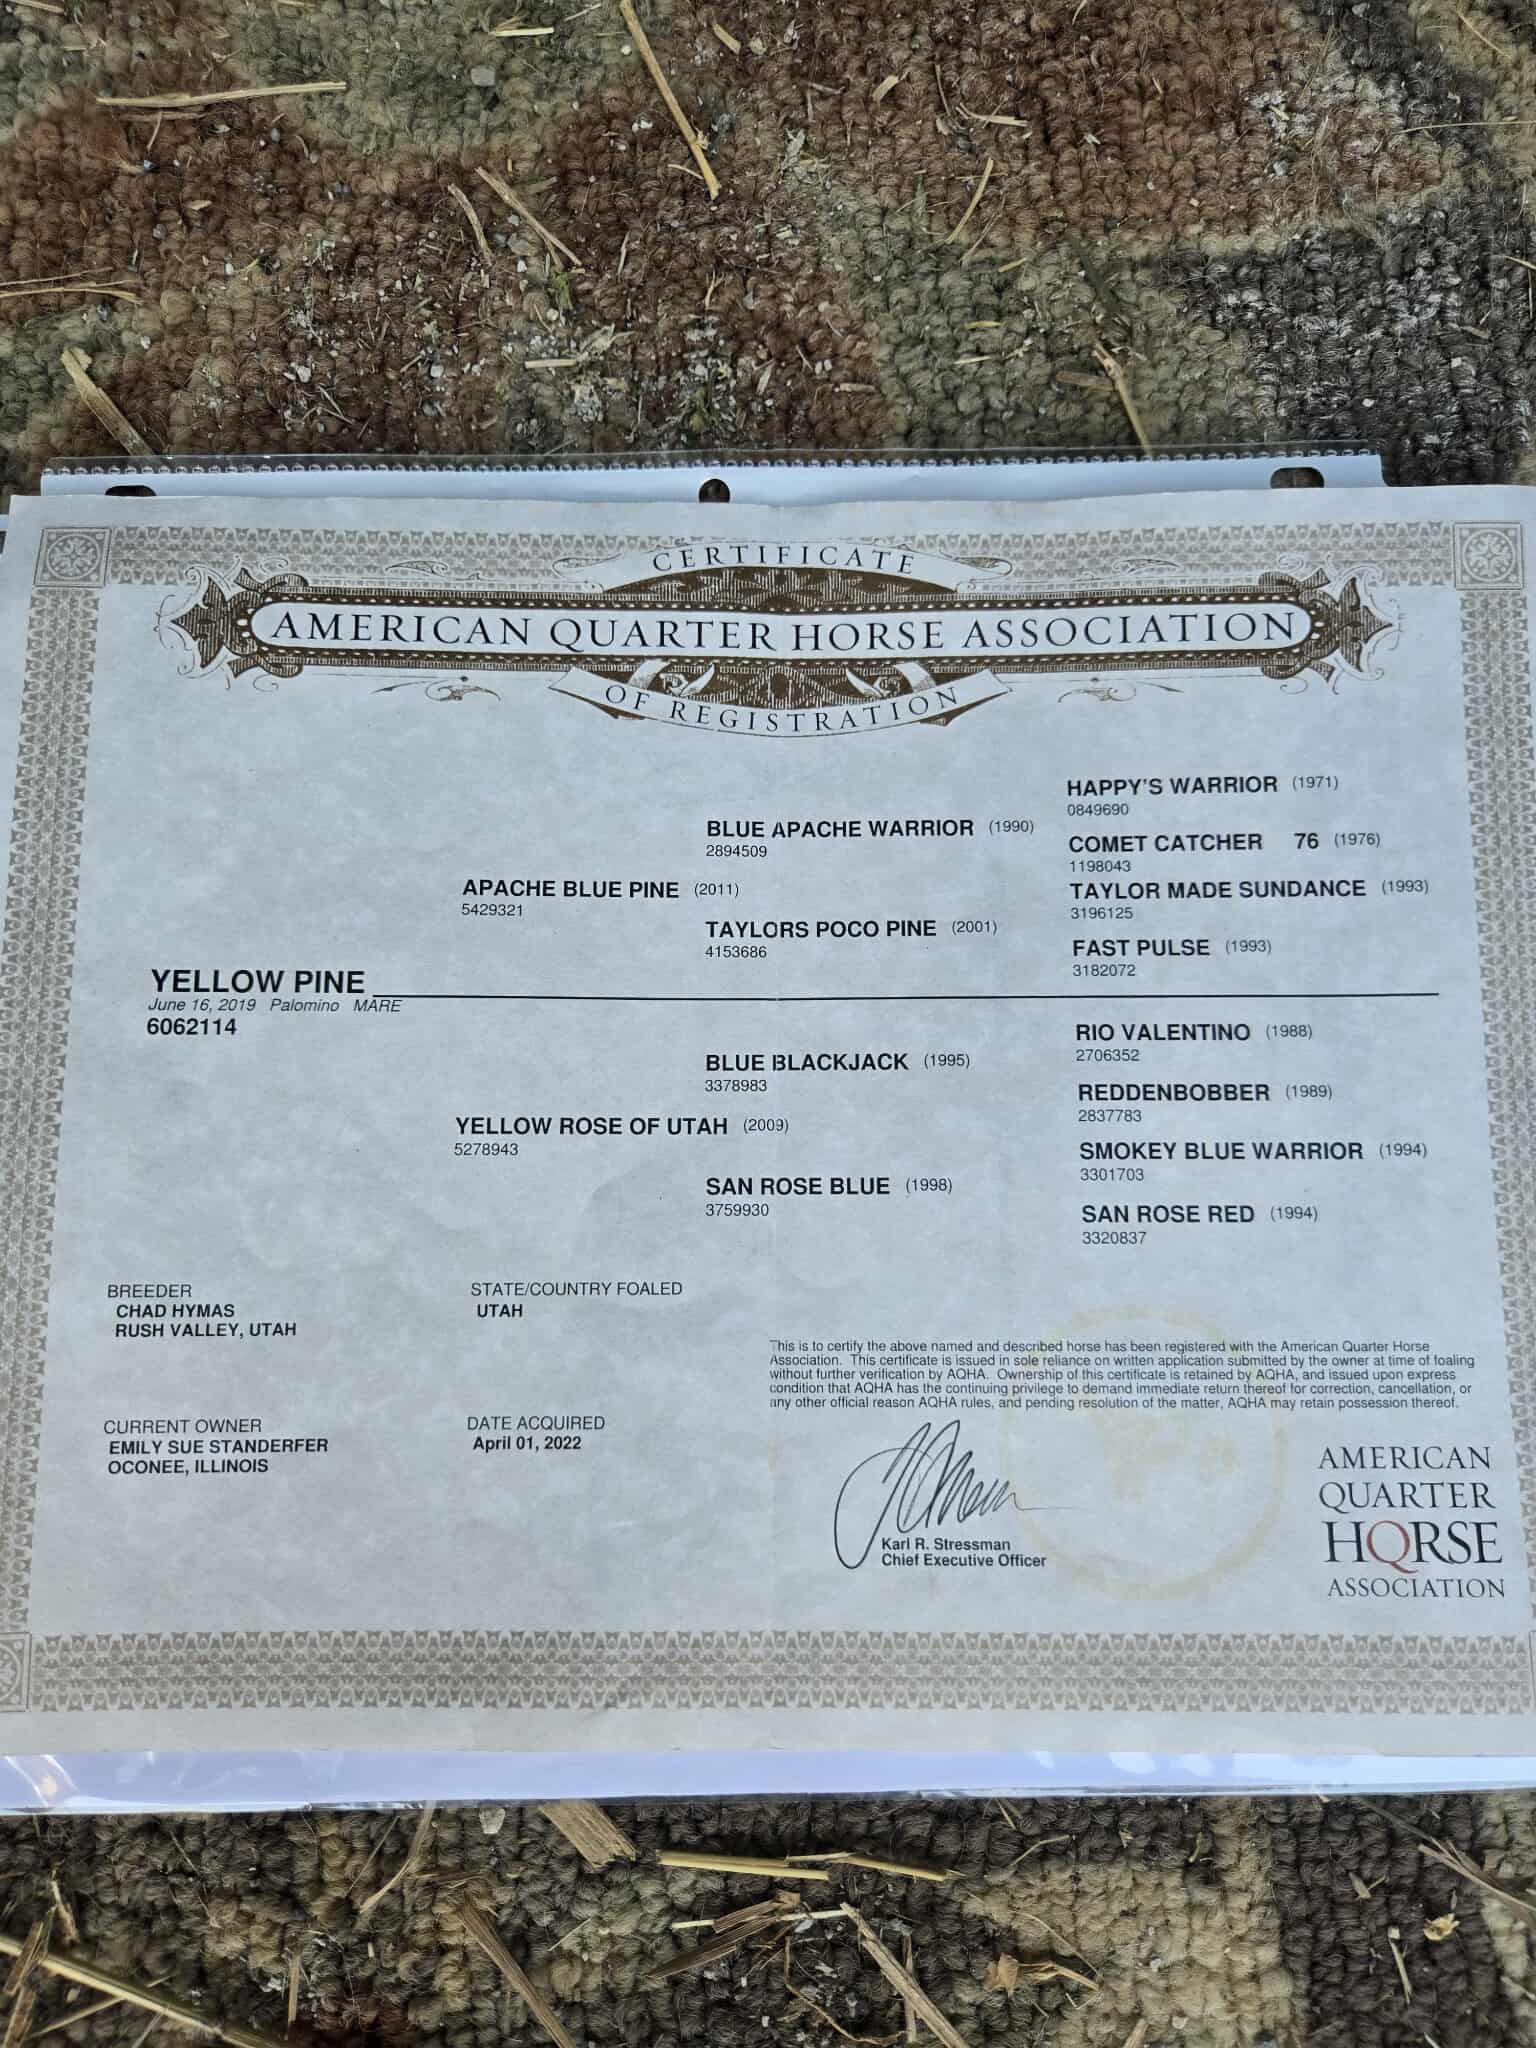 CERTIFICATE
AMERICAN QUARTER HORSE ASSOCIATION
OF REGISTRATION
HAPPY'S WARRIOR (1971)
0849690
BLUE APACHE WARRIOR (1990)
2894509
COMET CATCHER 76 (1976)
1198043
APACHE BLUE PINE (2011)
5429321
TAYLOR MADE SUNDANCE (1993)
3196125
TAYLORS POCO PINE (2001)
4153686
FAST PULSE (1993)
3182072
YELLOW PINE
June 16, 2019 Palomino MARE
6062114
RIO VALENTINO (1988)
2706352
BLUE BLACKJACK (1995)
3378983
REDDENBOBBER (1989)
2837783
YELLOW ROSE OF UTAH (2009)
5278943
SMOKEY BLUE WARRIOR (1994)
3301703
SAN ROSE BLUE (1998)
3759930
SAN ROSE RED (1994)
3320837
BREEDER
CHAD HYMAS
RUSH VALLEY, UTAH
STATE/COUNTRY FOALED
UTAH
This is to certify the above named and described horse has been registered with the American Quarter Horse
Association. This certificate is issued in sole reliance on written application submitted by the owner at time of foaling
without further verification by AQHA. Ownership of this certificate is retained by AQHA, and issued upon express
condition that AQHA has the continuing privilege to demand immediate return thereof for correction, cancellation, or
any other official reason AQHA rules, and pending resolution of the matter, AQHA may retain possession thereof.
CURRENT OWNER
EMILY SUE STANDERFER
OCONEE, ILLINOIS
DATE ACQUIRED
April 01, 2022
Karl R. Stressman
Chief Executive Officer
AMERICAN
QUARTER
HORSE
ASSOCIATION